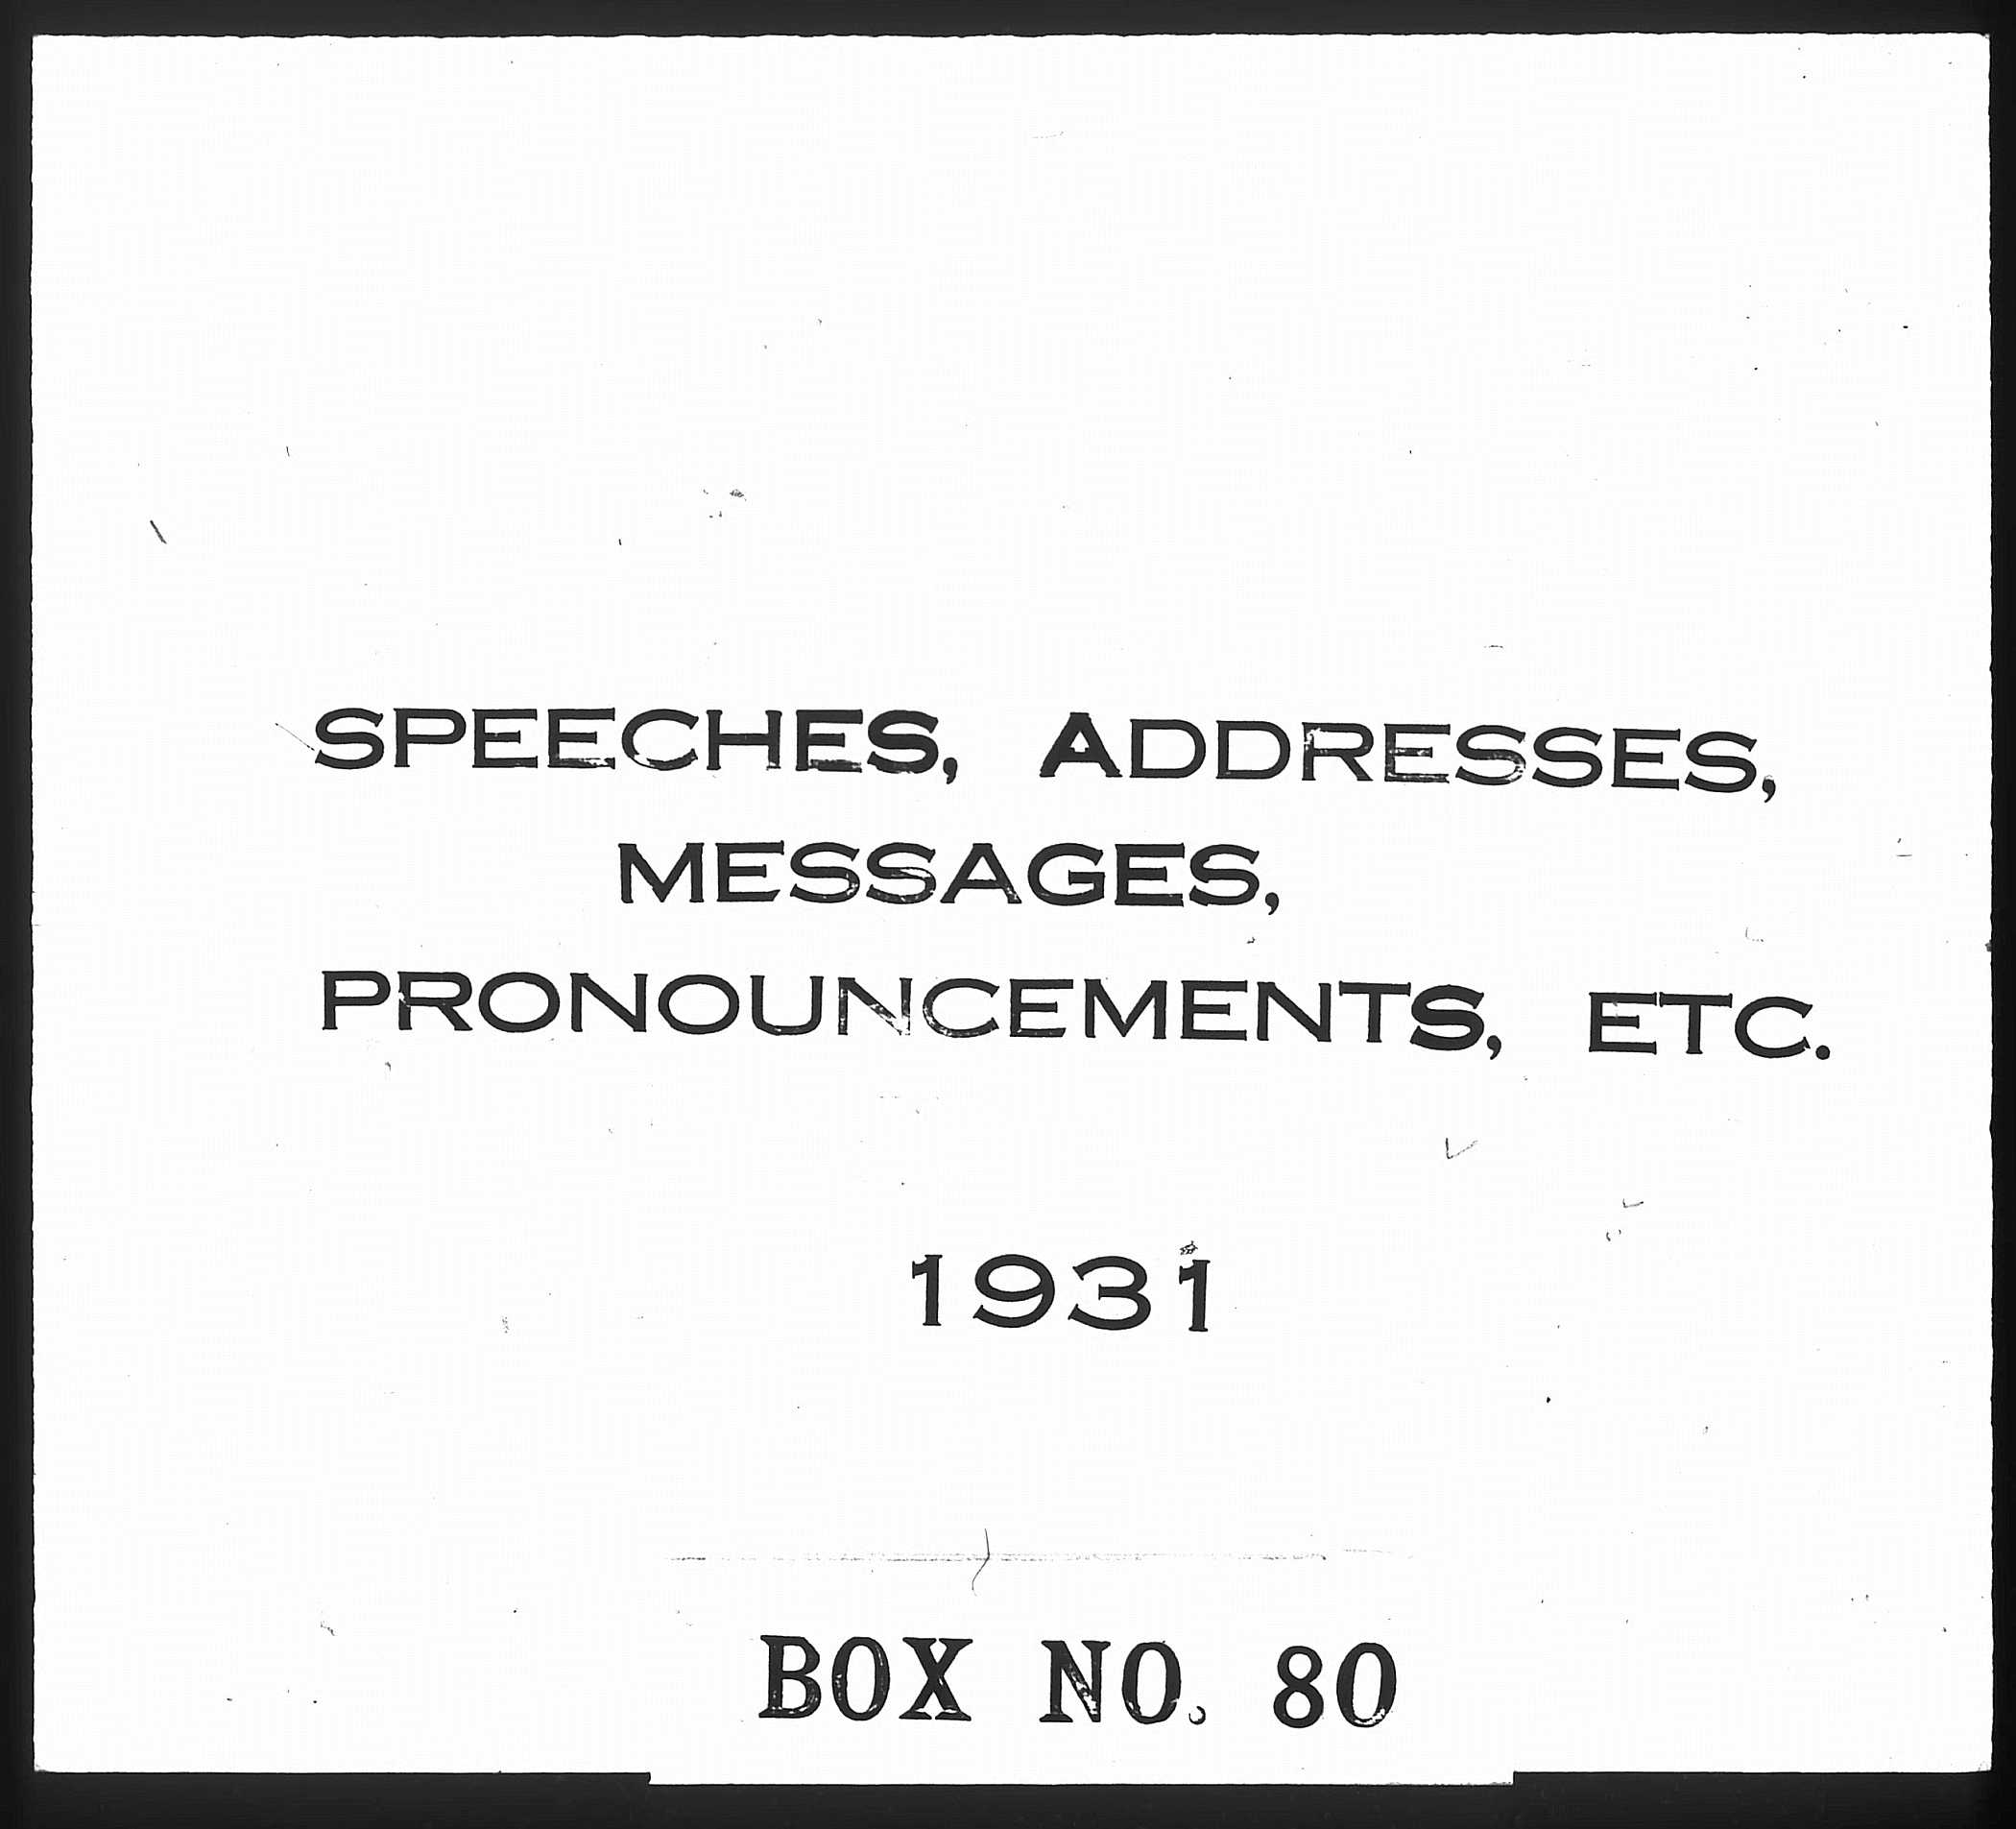 SPEECHES, ADDRESSES,
MESSAGES,
PRONOUNCEMENTS, ETC.
1931
BOX NO. 80